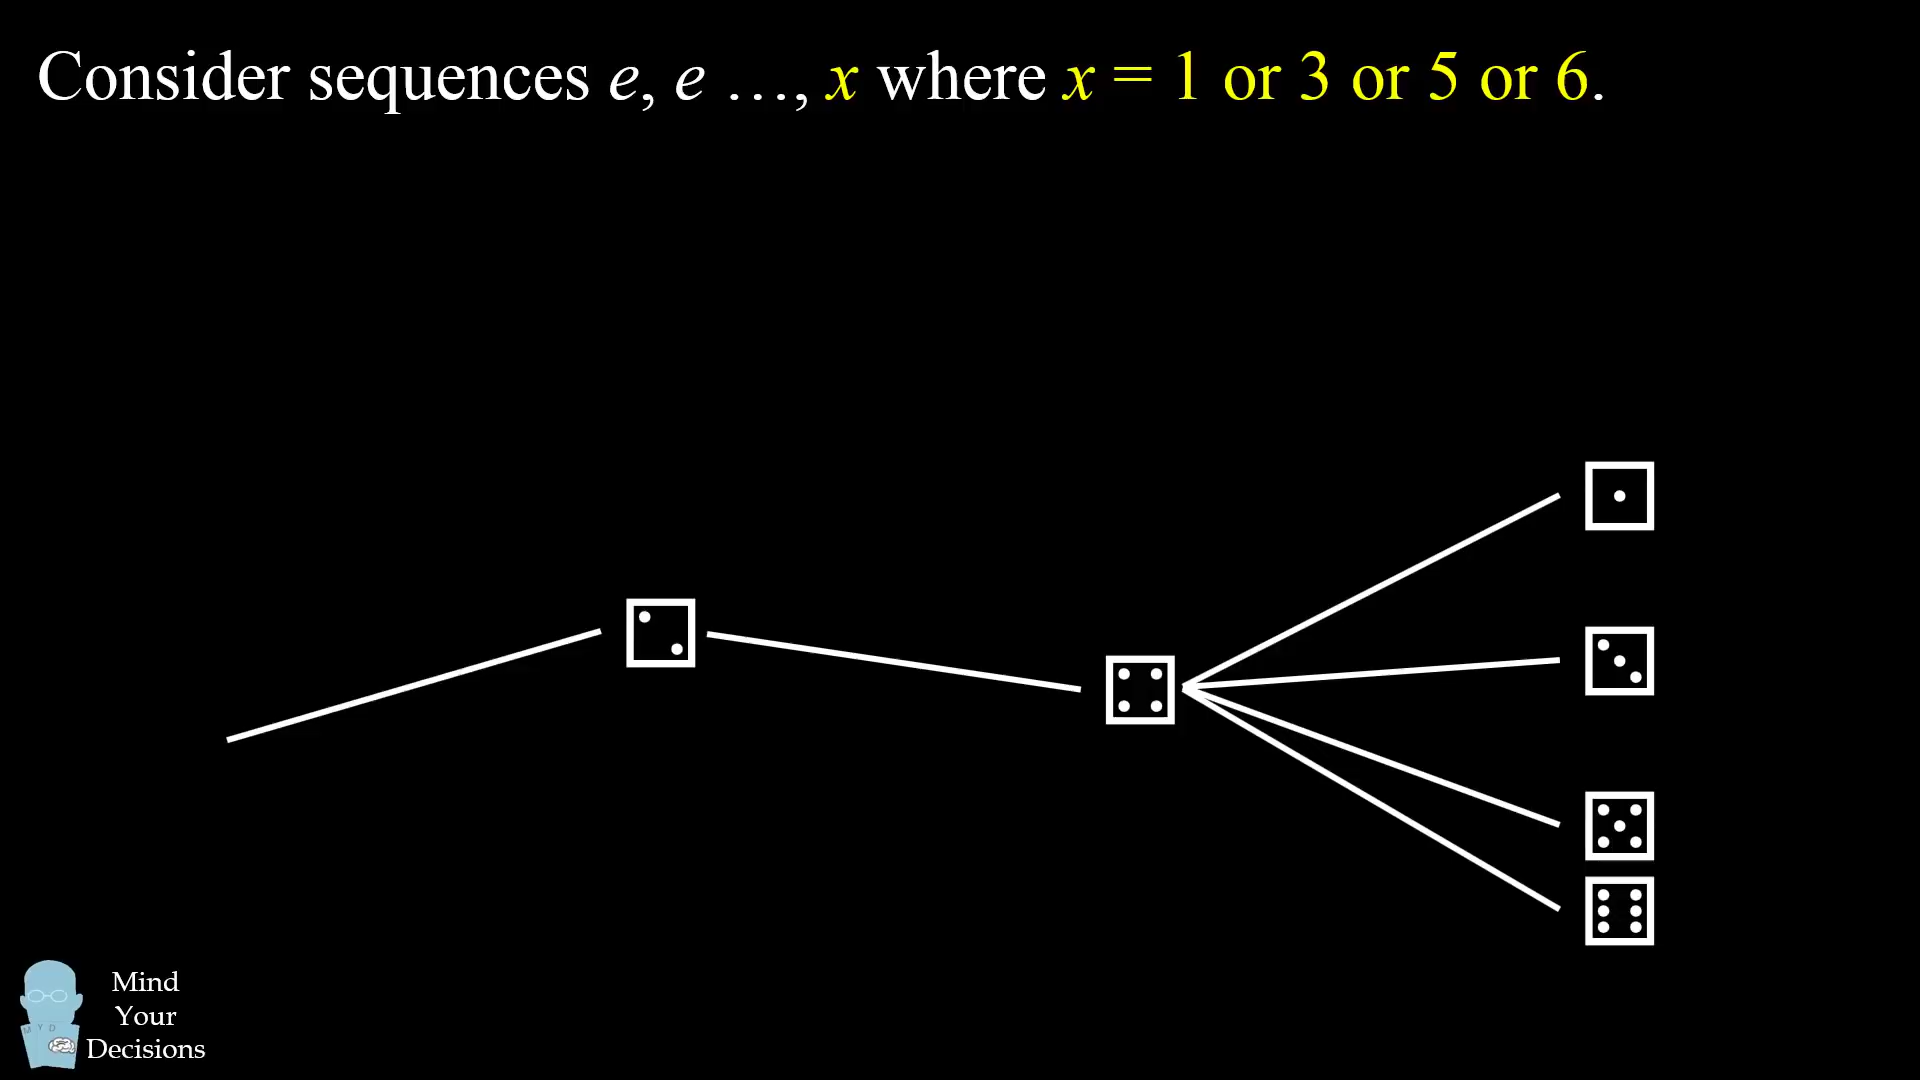 Consider sequences e, e …, x where x = 1 or 3 or 5 or 6.
M Y D
Mind
Your
Decisions